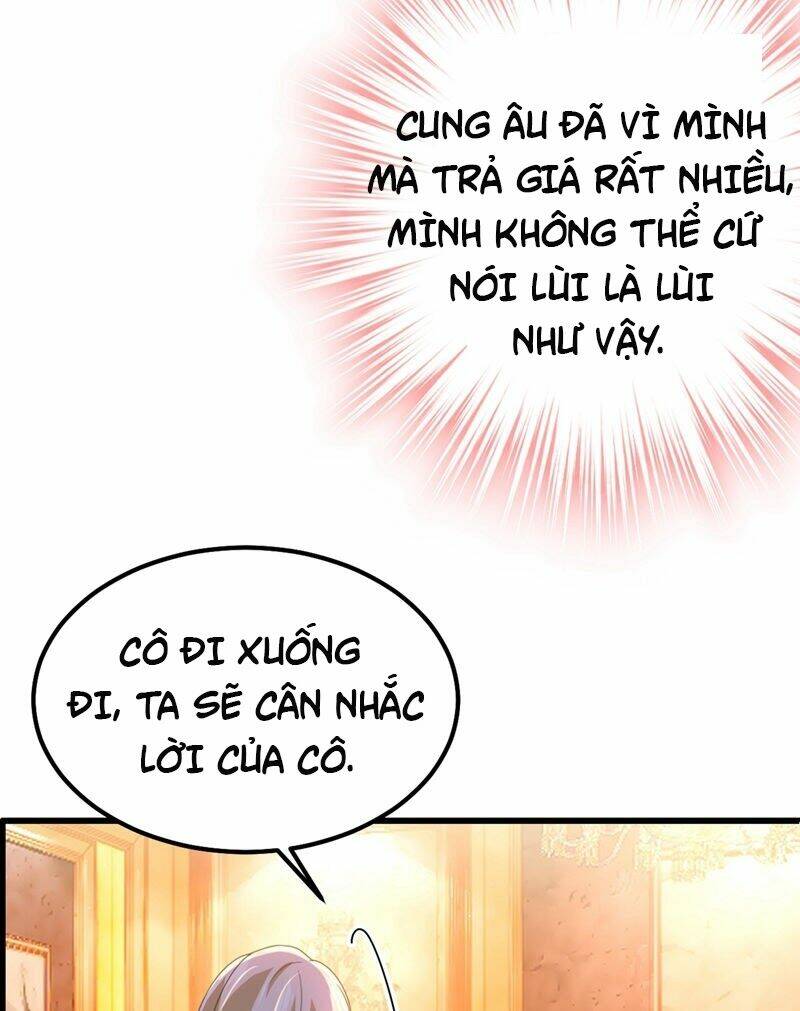 CUNG ÂU ĐÃ VÌ MÌNH
MÀ TRẢ GIÁ RẤT NHIỀU,
MÌNH KHÔNG THỂ CỨ
NÓI LÙI LÀ LÙI
NHƯ VẬY.
CÔ ĐI XUỐNG
ĐI, TA SẼ CÂN NHẮC
LỜI CỦA CÔ.